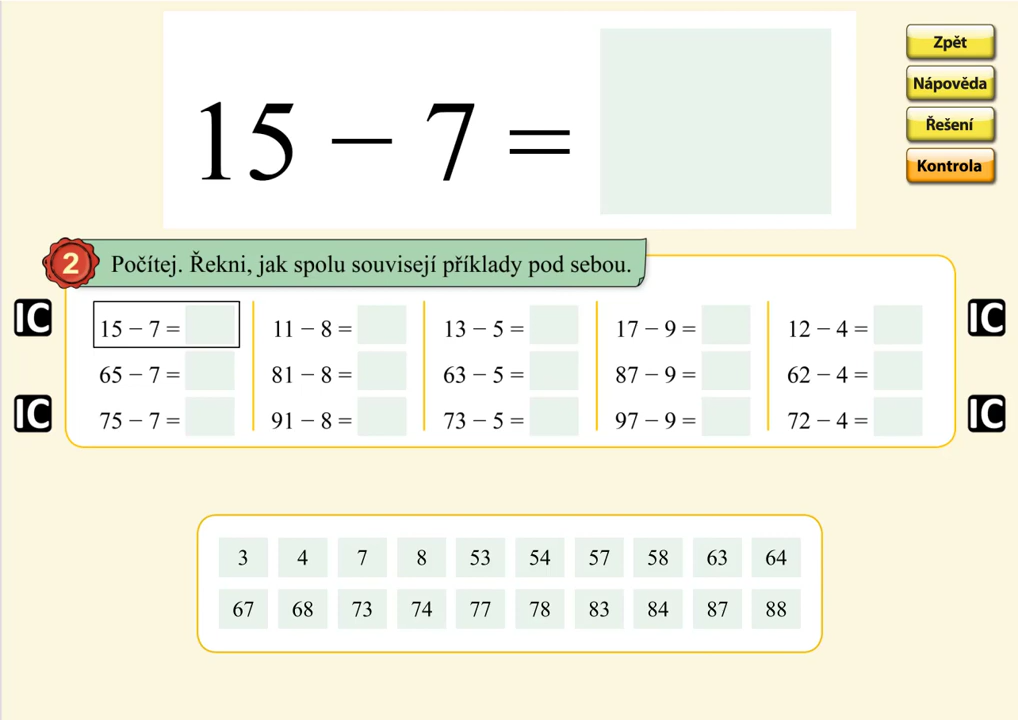 15 − 7 =
Zpět
Nápověda
Řešení
Kontrola
2 Počítej. Řekni, jak spolu souvisejí příklady pod sebou.
IC IC
15 − 7 = 11 − 8 = 13 − 5 = 17 − 9 = 12 − 4 =
65 − 7 = 81 − 8 = 63 − 5 = 87 − 9 = 62 − 4 =
IC IC
75 − 7 = 91 − 8 = 73 − 5 = 97 − 9 = 72 − 4 =
3 4 7 8 53 54 57 58 63 64
67 68 73 74 77 78 83 84 87 88